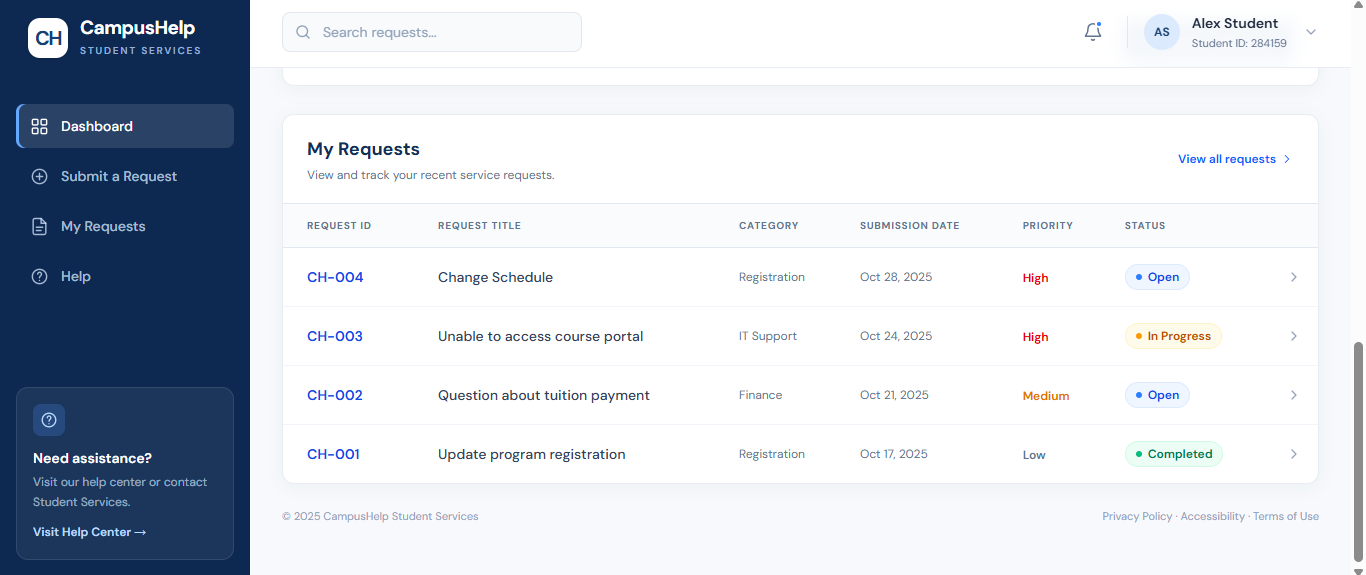 CH
CampusHelp
STUDENT SERVICES
Dashboard
Submit a Request
My Requests
Help
Need assistance?
Visit our help center or contact
Student Services.
Visit Help Center →
Search requests...
AS
Alex Student
Student ID: 284159
My Requests
View and track your recent service requests.
View all requests
REQUEST ID REQUEST TITLE CATEGORY SUBMISSION DATE PRIORITY STATUS
CH-004 Change Schedule Registration Oct 28, 2025 High Open
CH-003 Unable to access course portal IT Support Oct 24, 2025 High In Progress
CH-002 Question about tuition payment Finance Oct 21, 2025 Medium Open
CH-001 Update program registration Registration Oct 17, 2025 Low Completed
© 2025 CampusHelp Student Services
Privacy Policy · Accessibility · Terms of Use